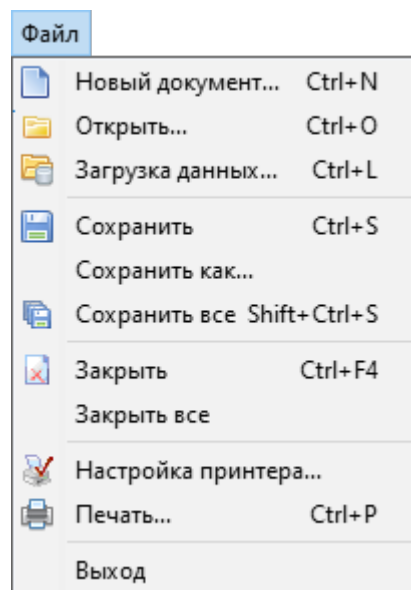 Файл
Новый документ... Ctrl+N
Открыть... Ctrl+O
Загрузка данных... Ctrl+L
Сохранить Ctrl+S
Сохранить как...
Сохранить все Shift+Ctrl+S
Закрыть Ctrl+F4
Закрыть все
Настройка принтера...
Печать... Ctrl+P
Выход